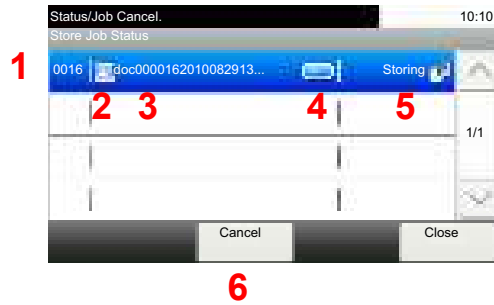 Status/Job Cancel. 10:10
Store Job Status
1 0016 doc0000162010082913... Storing
2 3 4 5
1/1
Cancel Close
6